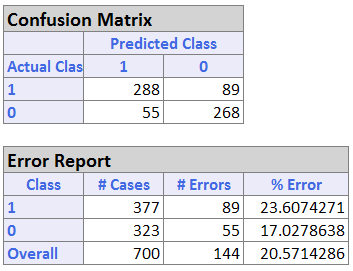 Confusion Matrix
Predicted Class
Actual Clas 1 0
1 288 89
0 55 268
Error Report
Class # Cases # Errors % Error
1 377 89 23.6074271
0 323 55 17.0278638
Overall 700 144 20.5714286